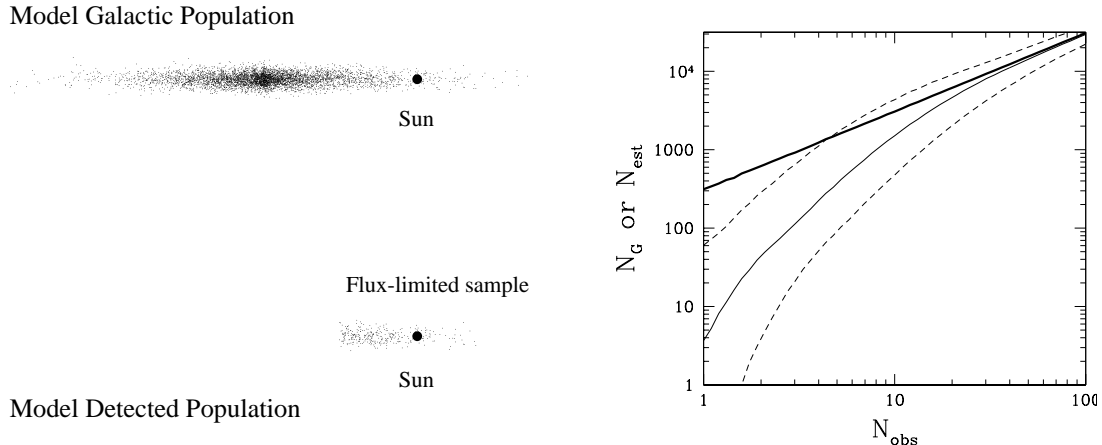 Model Galactic Population
Sun
Flux-limited sample
Sun
Model Detected Population
N_G or N_est
10⁴
1000
100
10
1
1
10
100
N_obs